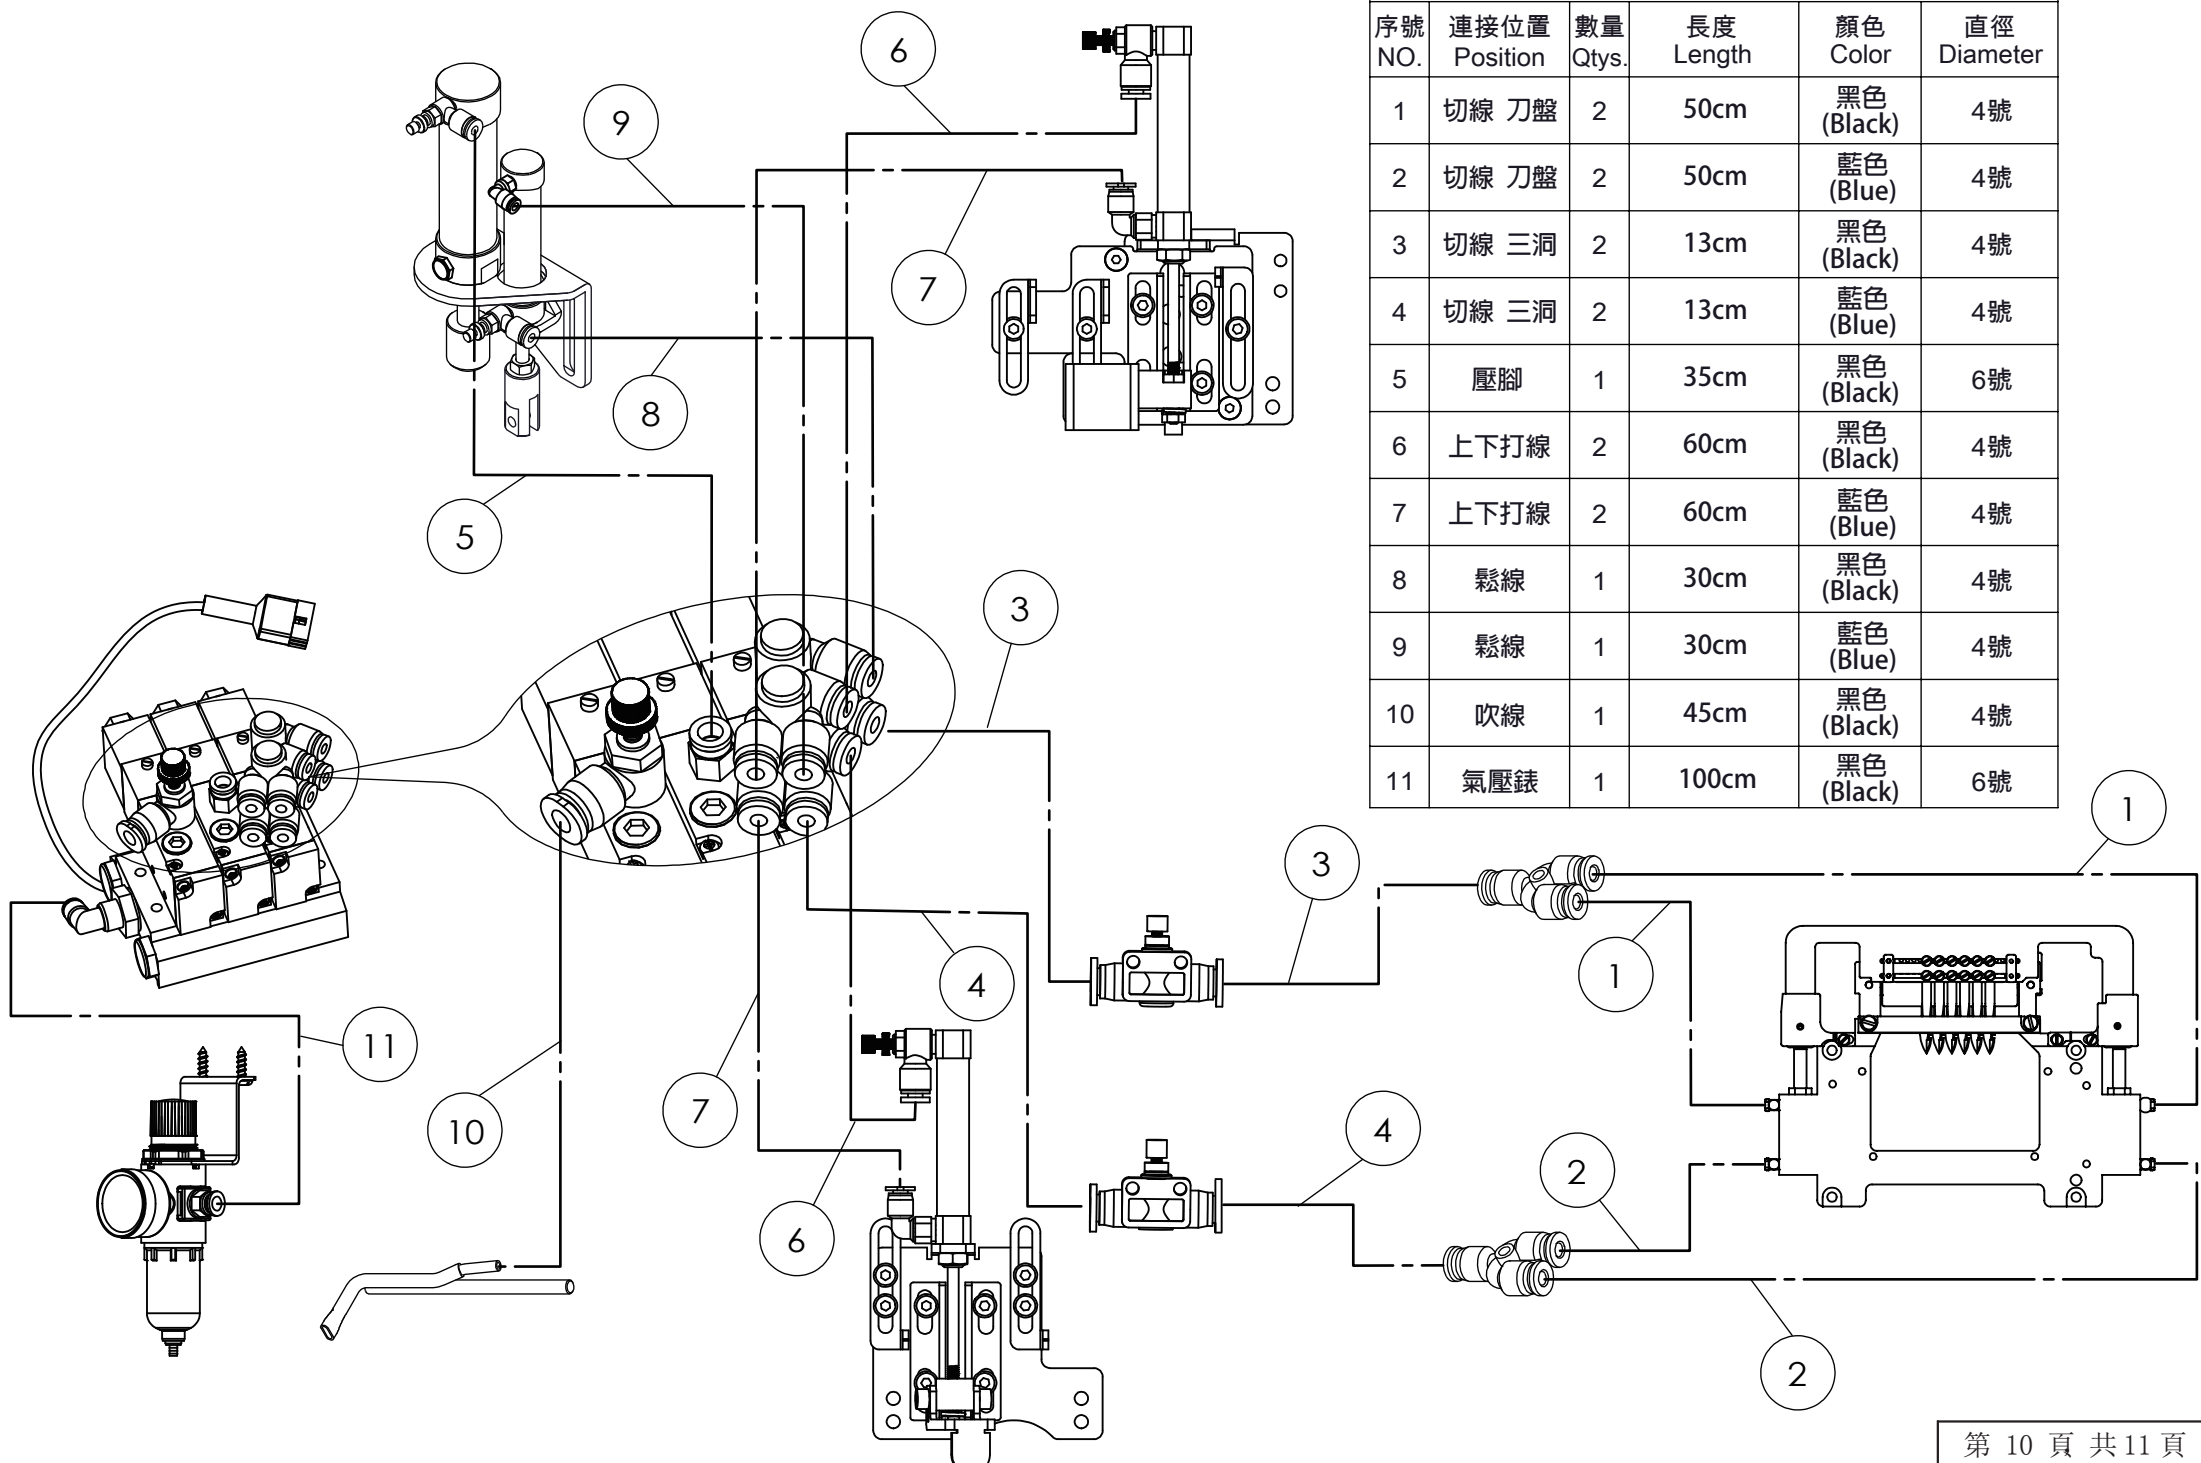 序號 連接位置 數量 長度 顏色 直徑
NO. Position Qtys. Length Color Diameter
1 切線 刀盤 2 50cm 黑色 (Black) 4號
2 切線 刀盤 2 50cm 藍色 (Blue) 4號
3 切線 三洞 2 13cm 黑色 (Black) 4號
4 切線 三洞 2 13cm 藍色 (Blue) 4號
5 壓腳 1 35cm 黑色 (Black) 6號
6 上下打線 2 60cm 黑色 (Black) 4號
7 上下打線 2 60cm 藍色 (Blue) 4號
8 鬆線 1 30cm 黑色 (Black) 4號
9 鬆線 1 30cm 藍色 (Blue) 4號
10 吹線 1 45cm 黑色 (Black) 4號
11 氣壓錶 1 100cm 黑色 (Black) 6號
6
9
7
8
5
3
1
3
1
4
11
7
10
4
2
6
2
第 10 頁 共11頁